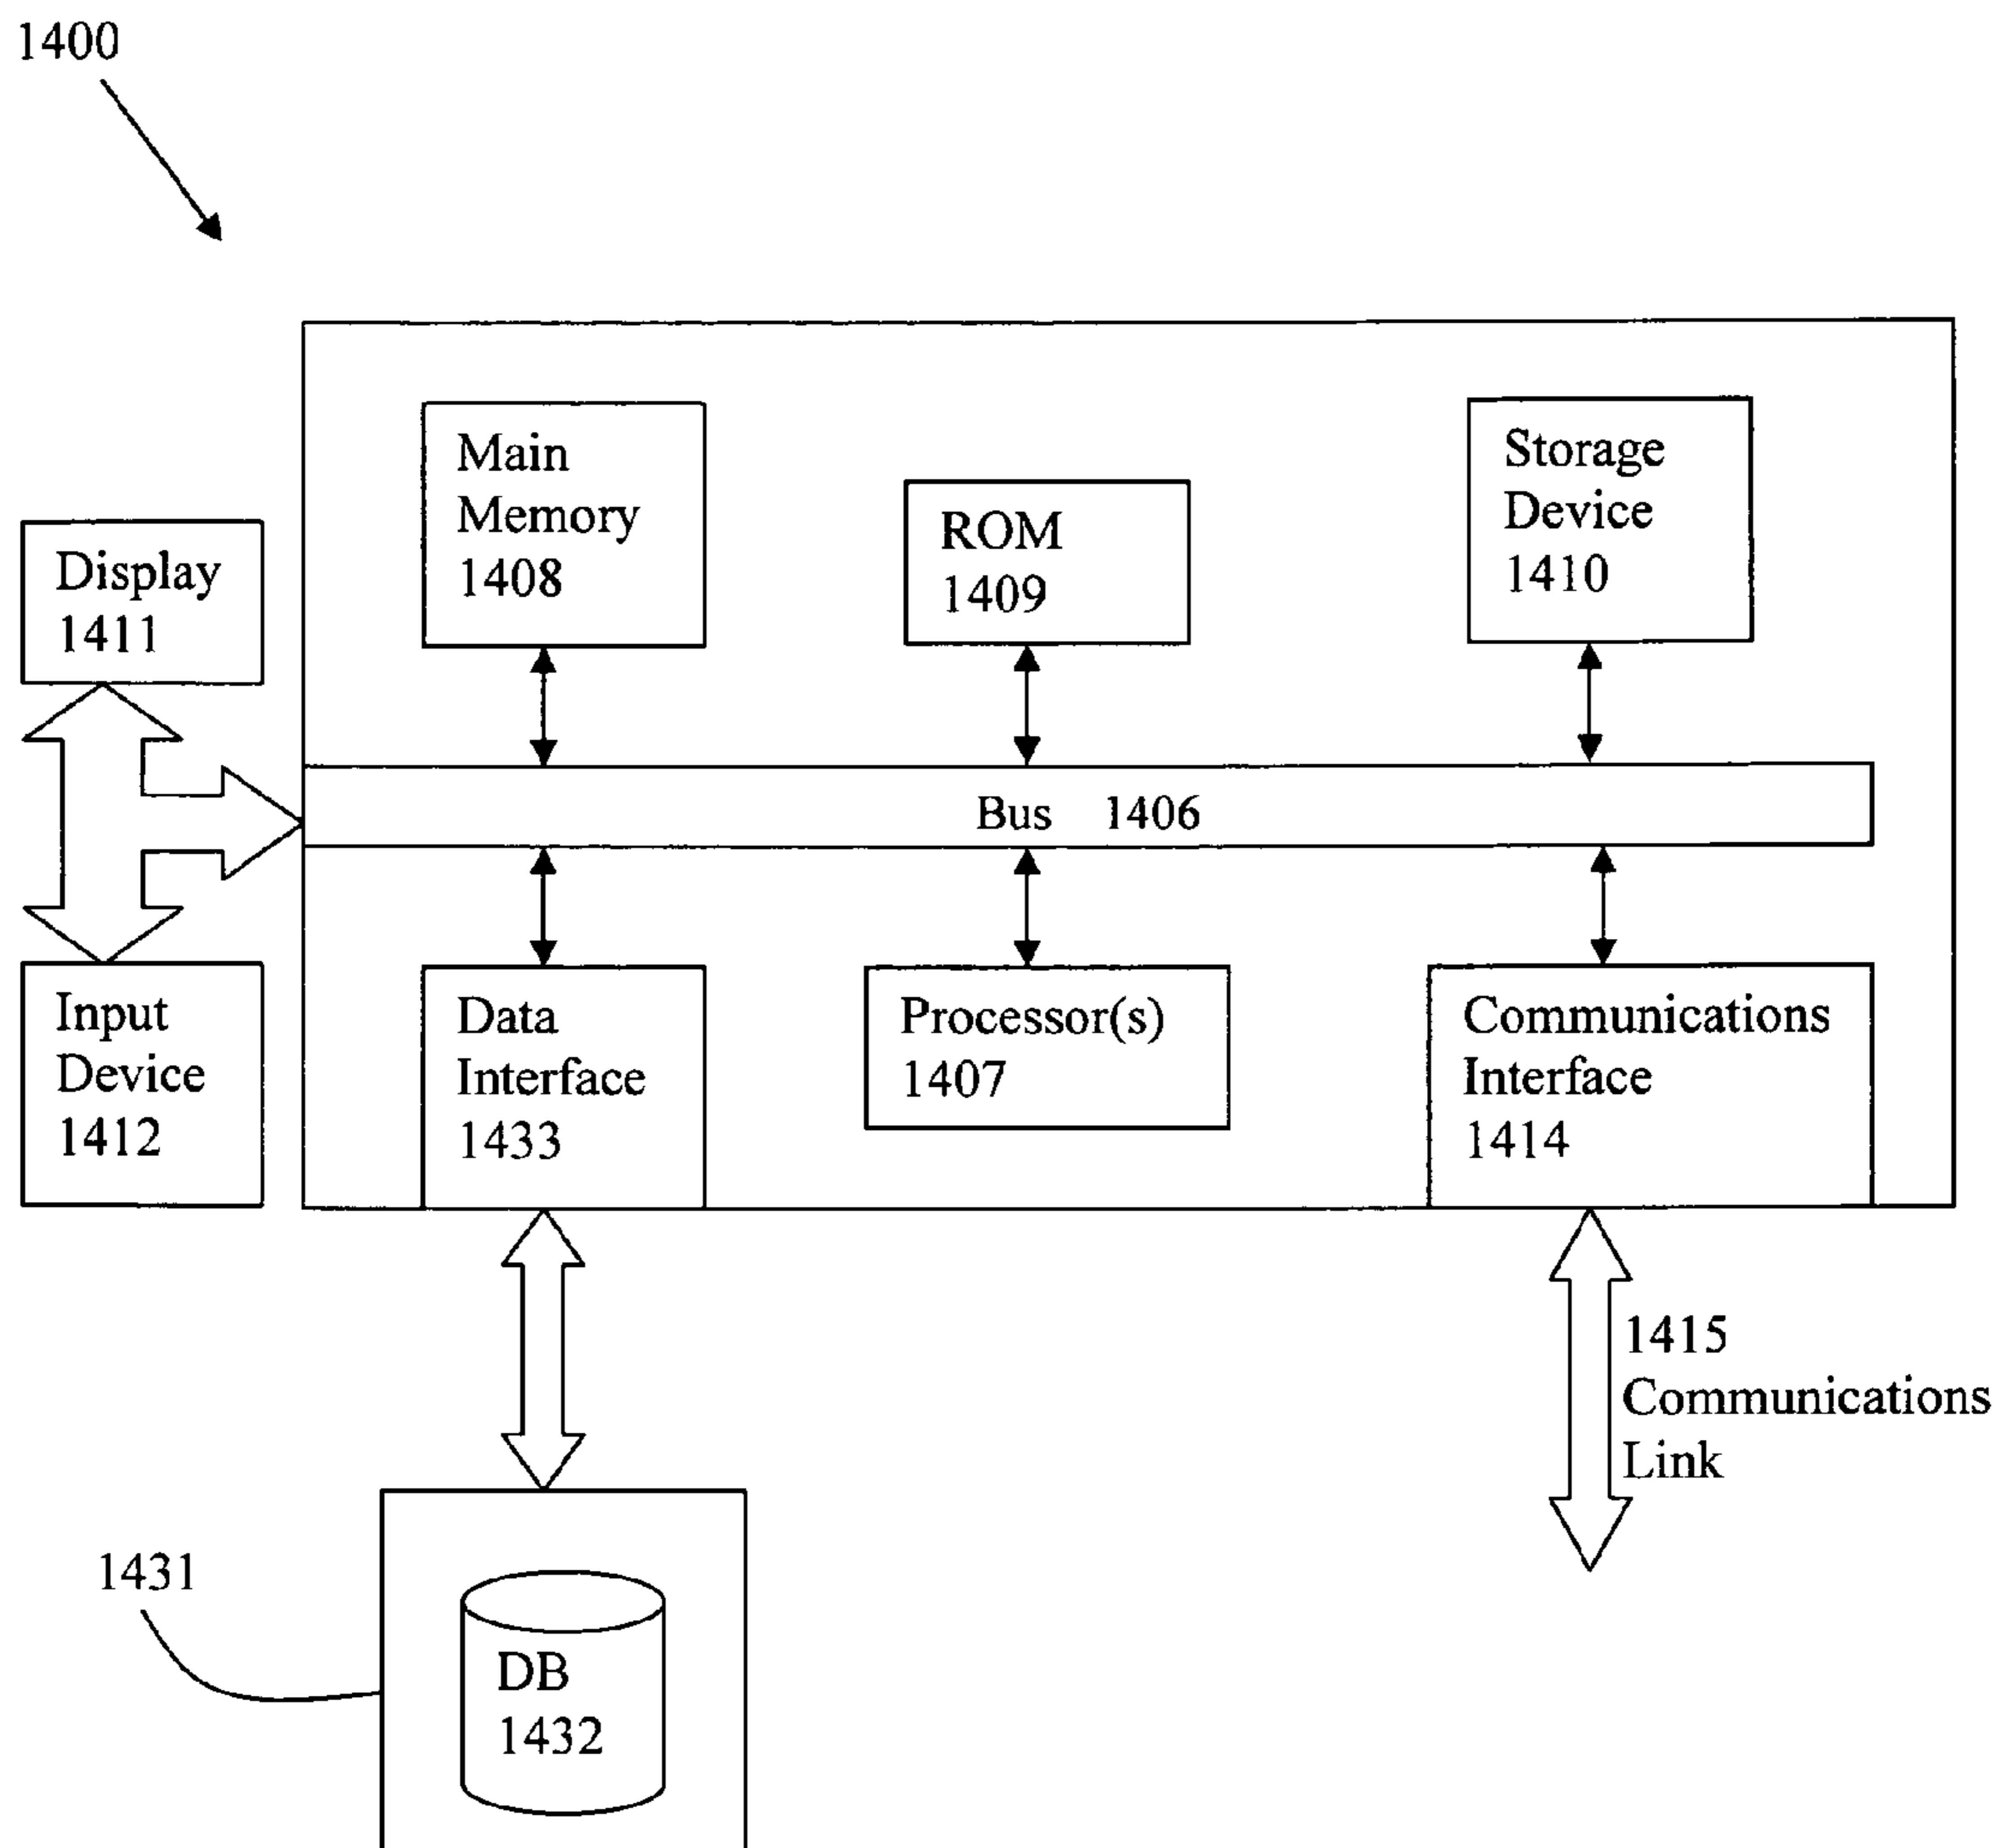 1400
Main
Memory
1408
ROM
1409
Storage
Device
1410
Display
1411
Bus 1406
Input
Device
1412
Data
Interface
1433
Processor(s)
1407
Communications
Interface
1414
1415
Communications
Link
1431
DB
1432